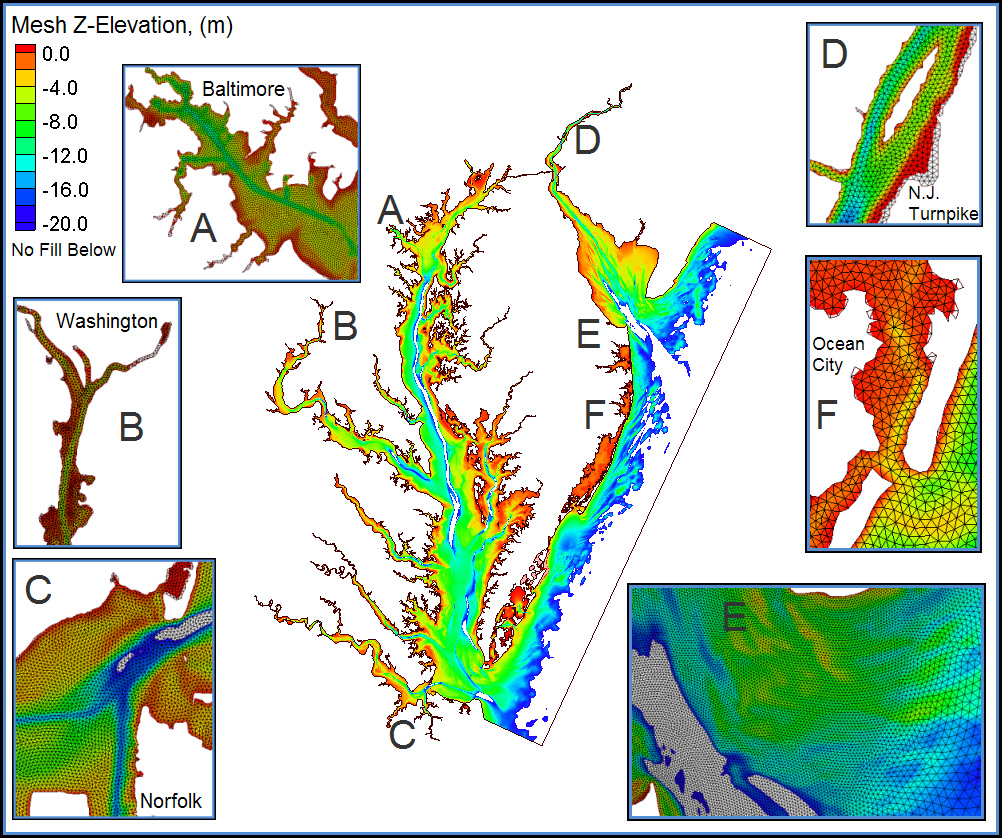 Mesh Z-Elevation, (m)
0.0
-4.0
-8.0
-12.0
-16.0
-20.0
No Fill Below
Baltimore
A
Washington
B
C
Norfolk
D
A
B
E
F
C
D
N.J.
Turnpike
Ocean
City
F
E